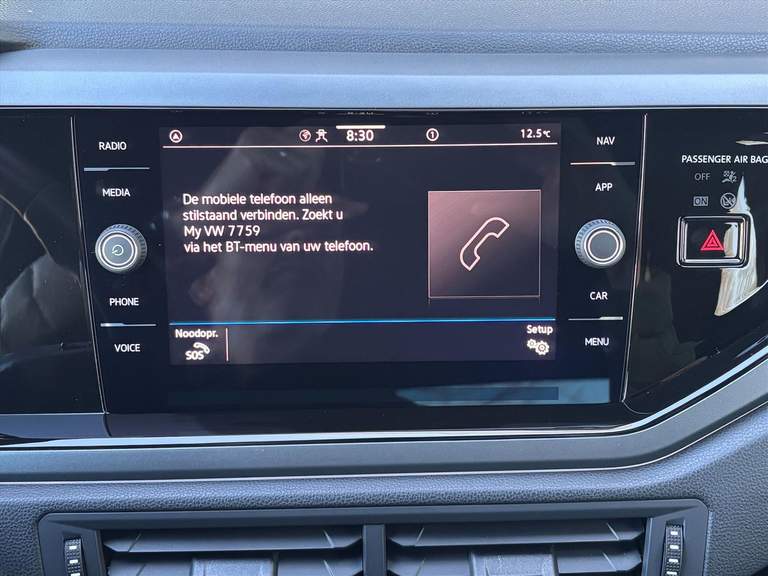 8:30
1
12.5°C
RADIO
MEDIA
PHONE
VOICE
De mobiele telefoon alleen
stilstaand verbinden. Zoekt u
My VW 7759
via het BT-menu van uw telefoon.
Noodopr.
SOS
Setup
NAV
APP
CAR
MENU
PASSENGER AIR BAG
OFF
ON